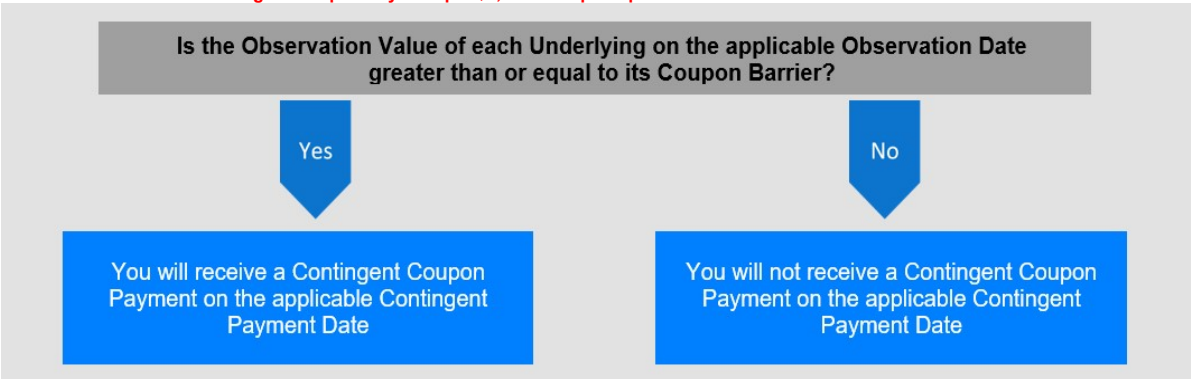 Is the Observation Value of each Underlying on the applicable Observation Date
greater than or equal to its Coupon Barrier?
Yes
No
You will receive a Contingent Coupon
Payment on the applicable Contingent
Payment Date
You will not receive a Contingent Coupon
Payment on the applicable Contingent
Payment Date